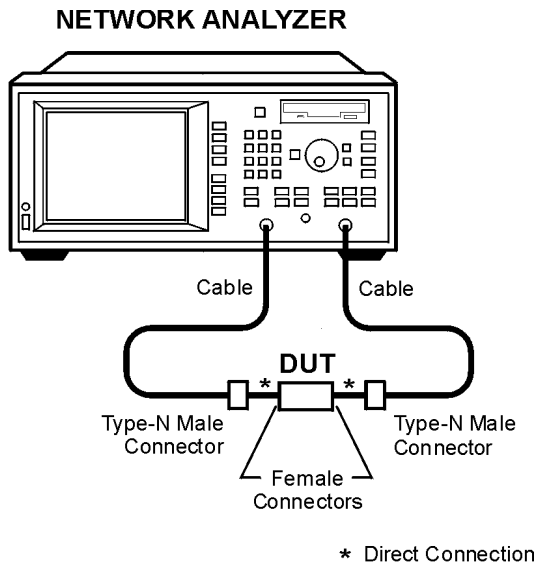 NETWORK ANALYZER
Cable
Cable
DUT
*
*
Type-N Male
Connector
Type-N Male
Connector
Female
Connectors
* Direct Connection